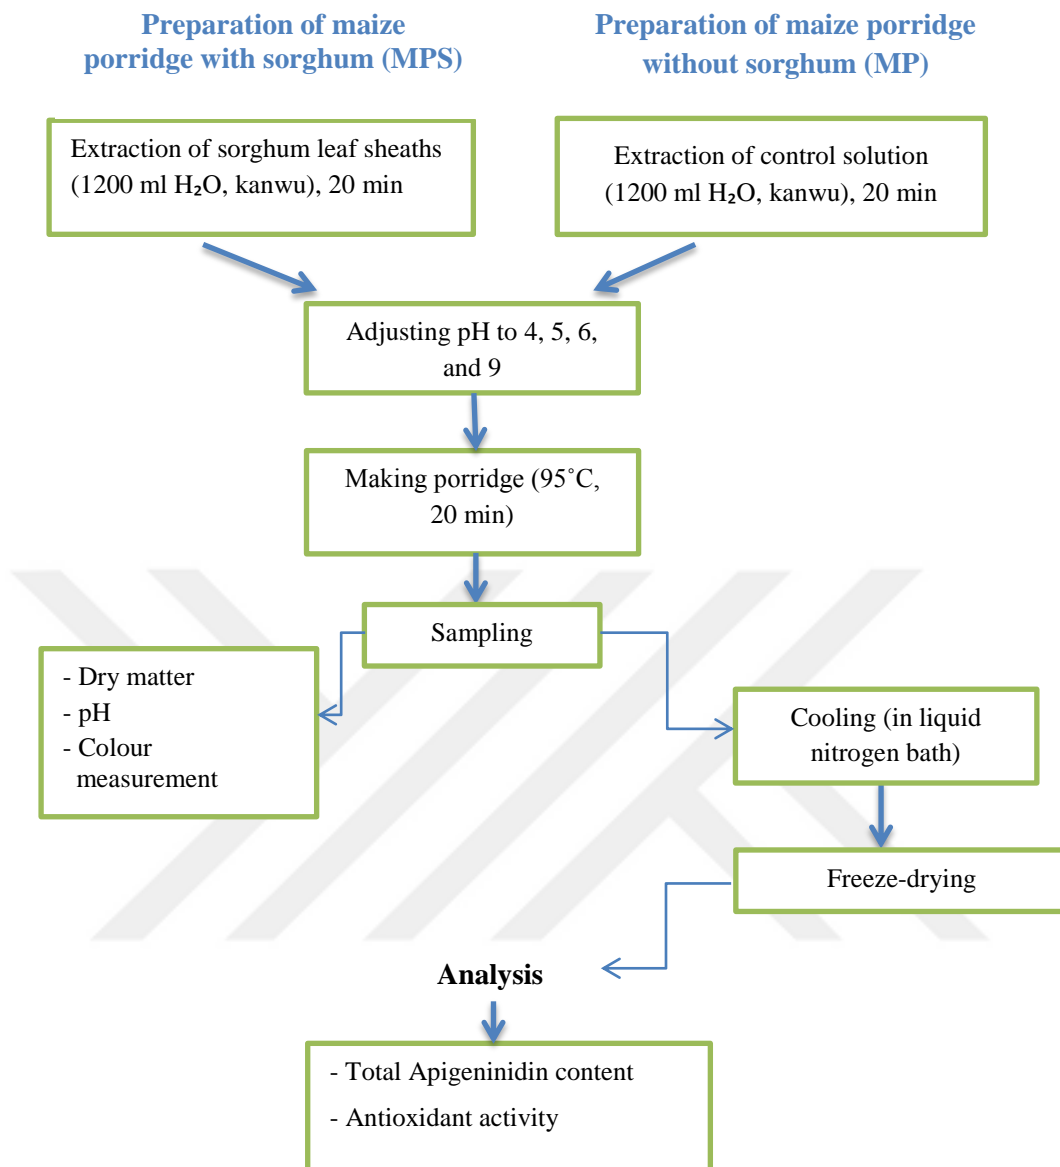 Preparation of maize
porridge with sorghum (MPS)
Preparation of maize porridge
without sorghum (MP)
Extraction of sorghum leaf sheaths
(1200 ml H₂O, kanwu), 20 min
Extraction of control solution
(1200 ml H₂O, kanwu), 20 min
Adjusting pH to 4, 5, 6,
and 9
Making porridge (95˚C,
20 min)
Sampling
- Dry matter
- pH
- Colour
measurement
Cooling (in liquid
nitrogen bath)
Freeze-drying
Analysis
- Total Apigeninidin content
- Antioxidant activity